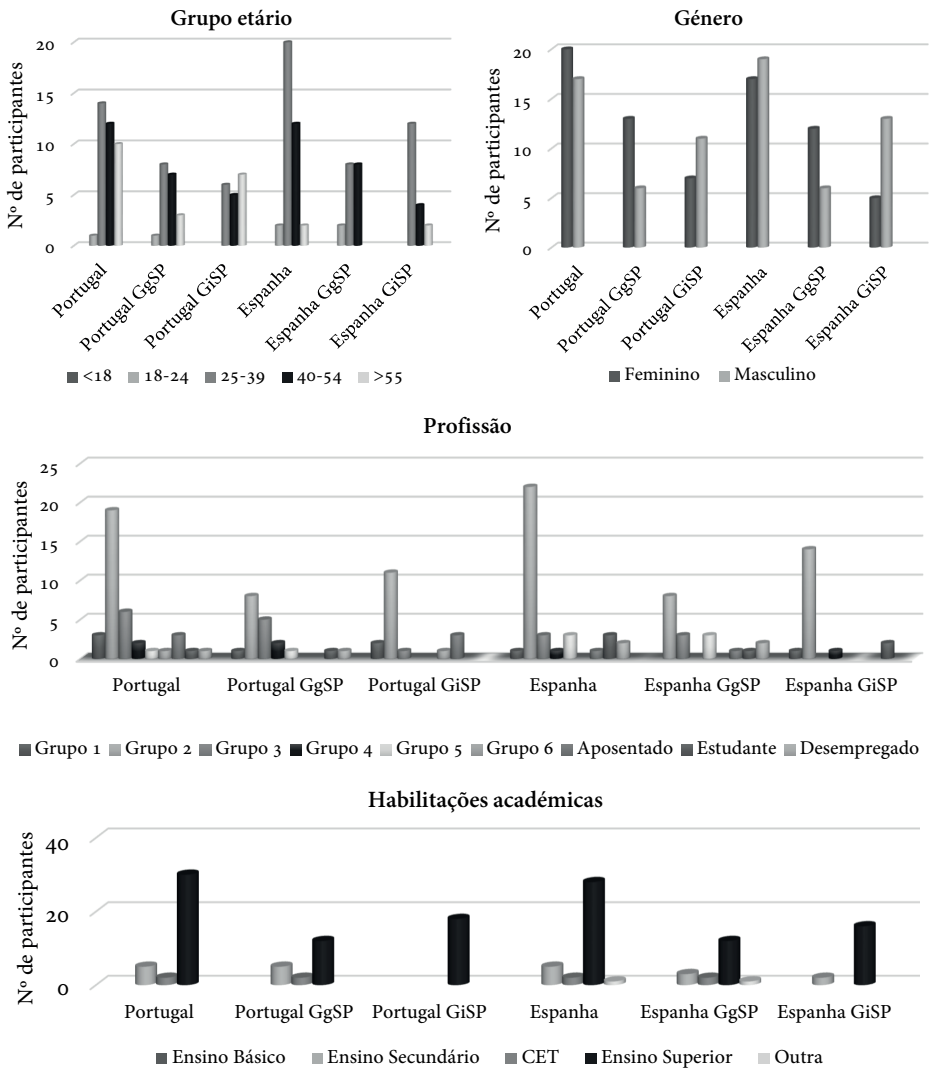 Grupo etário
Nº de participantes
20
15
10
5
0
Portugal
Portugal GgSP
Portugal GiSP
Espanha
Espanha GgSP
Espanha GiSP
<18 18-24 25-39 40-54 >55
Género
Nº de participantes
20
15
10
5
0
Portugal
Portugal GgSP
Portugal GiSP
Espanha
Espanha GgSP
Espanha GiSP
Feminino Masculino
Profissão
Nº de participantes
25
20
15
10
5
0
Portugal Portugal GgSP Portugal GiSP Espanha Espanha GgSP Espanha GiSP
Grupo 1 Grupo 2 Grupo 3 Grupo 4 Grupo 5 Grupo 6 Aposentado Estudante Desempregado
Habilitações académicas
Nº de participantes
40
20
0
Portugal Portugal GgSP Portugal GiSP Espanha Espanha GgSP Espanha GiSP
Ensino Básico Ensino Secundário CET Ensino Superior Outra